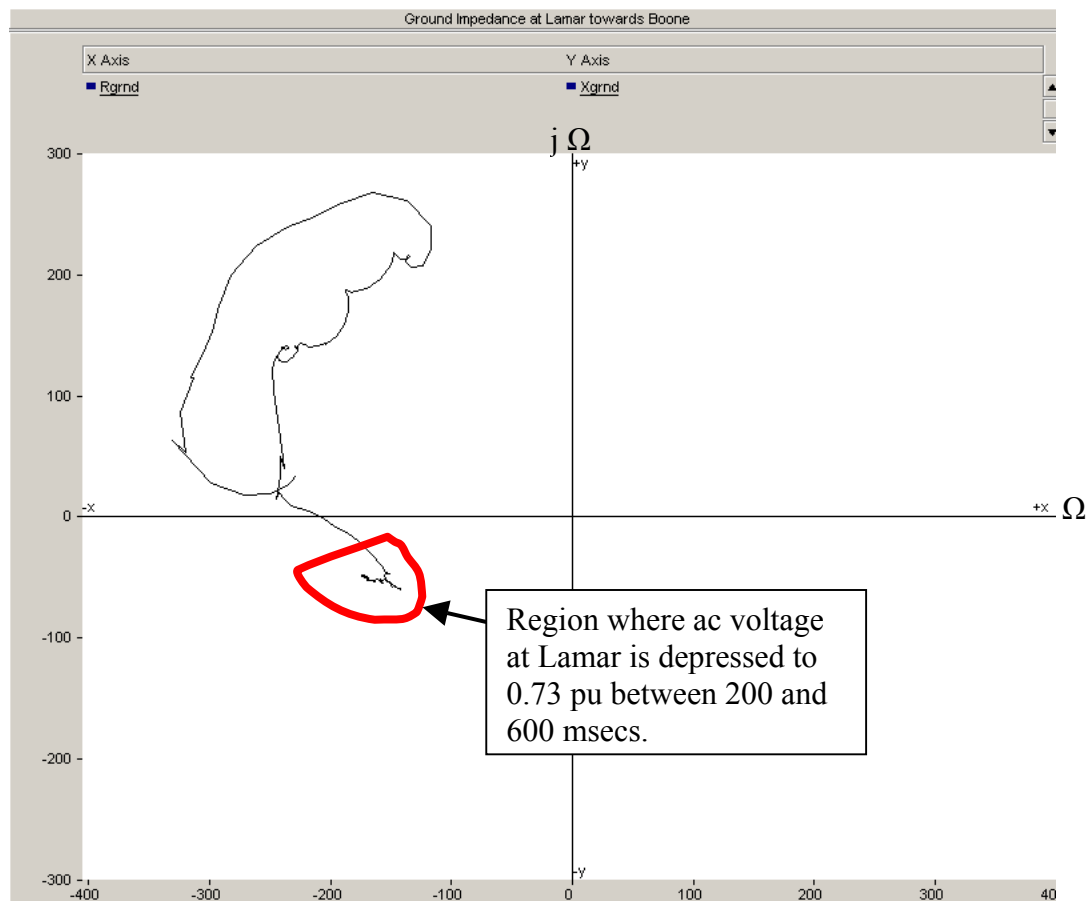 Ground Impedance at Lamar towards Boone
X Axis Y Axis
Rgrnd Xgrnd
j Ω
+y
300
200
100
-x +x Ω
0
Region where ac voltage
at Lamar is depressed to
0.73 pu between 200 and
600 msecs.
-100
-200
-y
-300
-400 -300 -200 -100 0 100 200 300 40